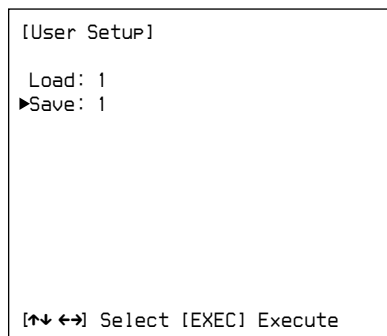 [User Setup]
Load: 1
▶Save: 1
[↑↓ ←→] Select [EXEC] Execute